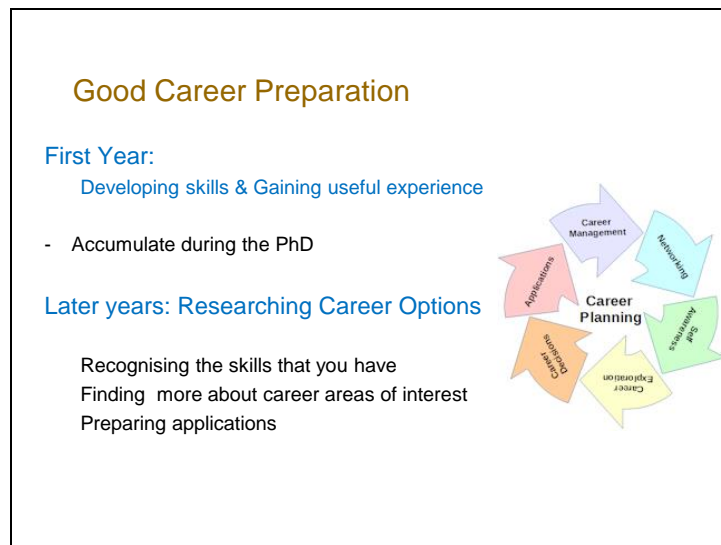 Good Career Preparation
First Year:
Developing skills & Gaining useful experience
- Accumulate during the PhD
Later years: Researching Career Options
Recognising the skills that you have
Finding more about career areas of interest
Preparing applications
Career
Management
Networking
Self
Awareness
Career
Exploration
Career
Decisions
Applications
Career
Planning